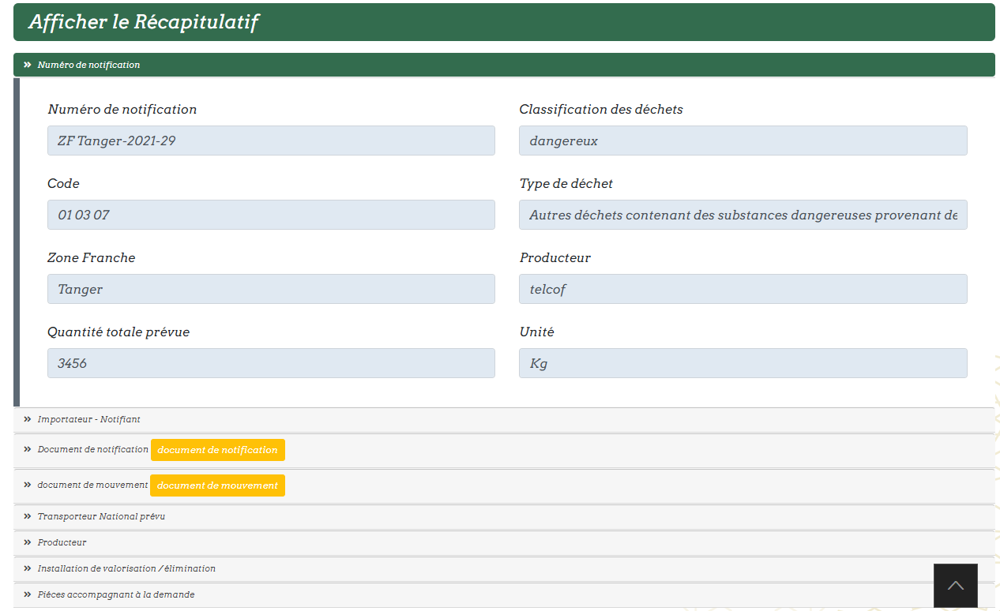 Afficher le Récapitulatif
Numéro de notification
Numéro de notification
Classification des déchets
ZF Tanger-2021-29
dangereux
Code
Type de déchet
01 03 07
Autres déchets contenant des substances dangereuses provenant de
Zone Franche
Producteur
Tanger
telcof
Quantité totale prévue
Unité
3456
Kg
Importateur - Notifiant
Document de notification document de notification
document de mouvement document de mouvement
Transporteur National prévu
Producteur
Installation de valorisation / élimination
Piéces accompagnant à la demande